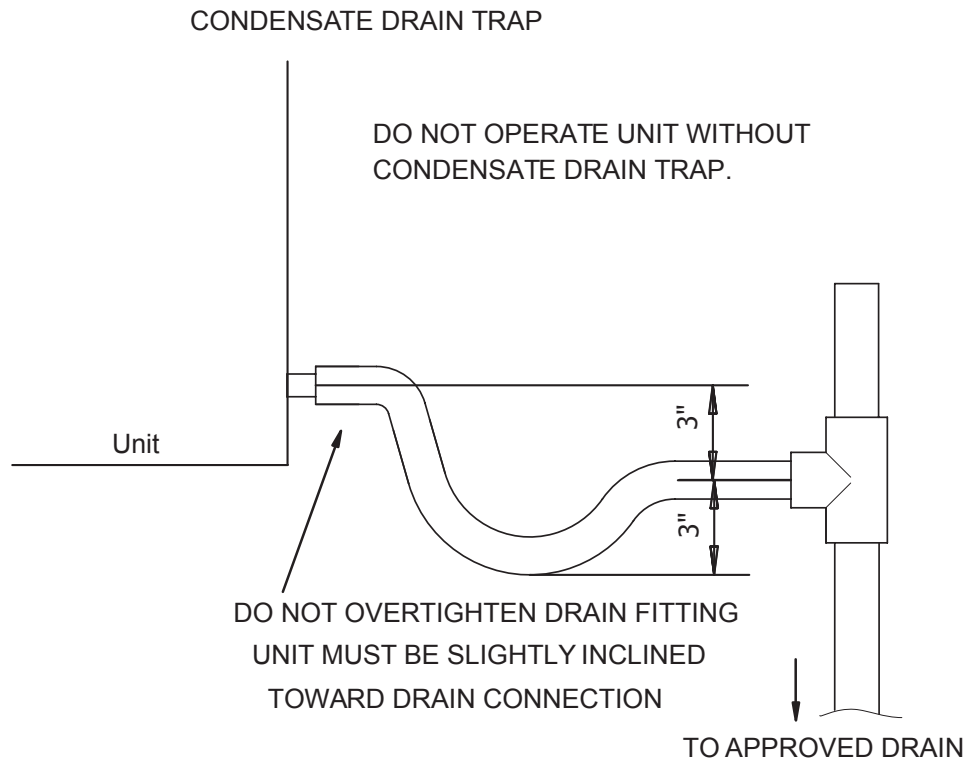 CONDENSATE DRAIN TRAP
DO NOT OPERATE UNIT WITHOUT
CONDENSATE DRAIN TRAP.
3"
Unit
3"
DO NOT OVERTIGHTEN DRAIN FITTING
UNIT MUST BE SLIGHTLY INCLINED
TOWARD DRAIN CONNECTION
TO APPROVED DRAIN